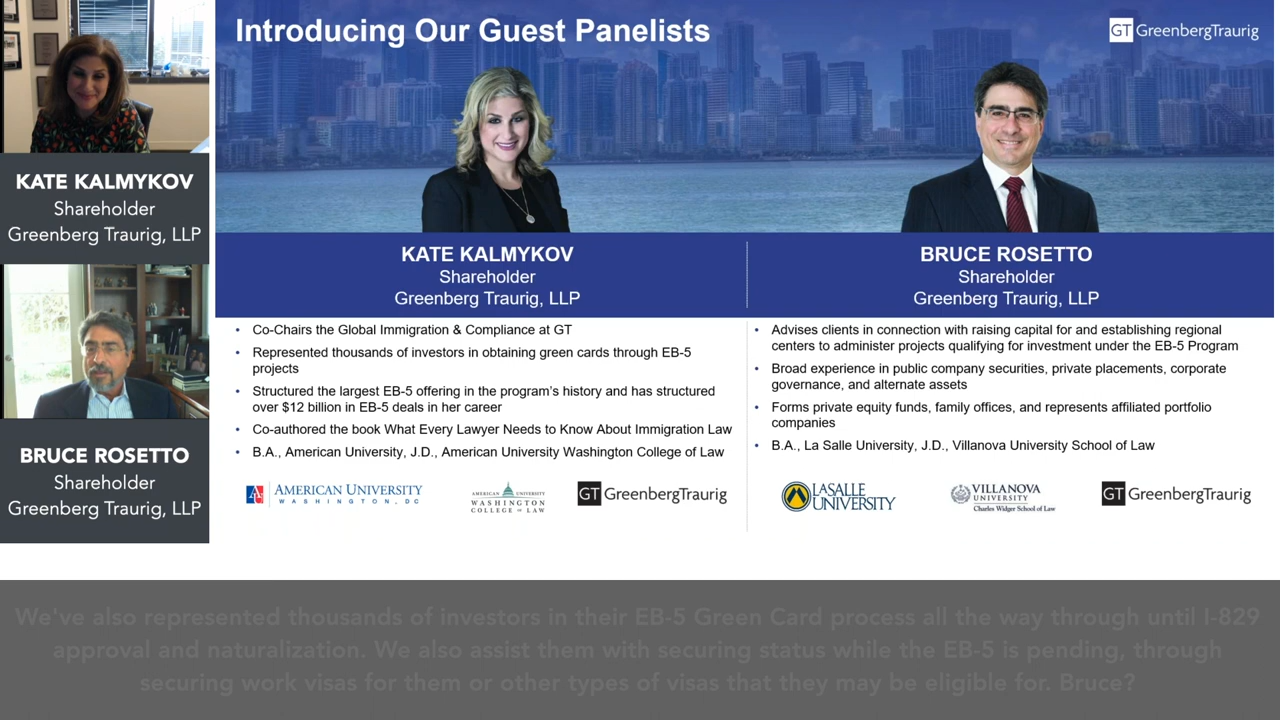 Introducing Our Guest Panelists
GT GreenbergTraurig
KATE KALMYKOV
Shareholder
Greenberg Traurig, LLP
BRUCE ROSETTO
Shareholder
Greenberg Traurig, LLP
KATE KALMYKOV
Shareholder
Greenberg Traurig, LLP
• Co-Chairs the Global Immigration & Compliance at GT
• Represented thousands of investors in obtaining green cards through EB-5
projects
• Structured the largest EB-5 offering in the program's history and has structured
over $12 billion in EB-5 deals in her career
• Co-authored the book What Every Lawyer Needs to Know About Immigration Law
• B.A., American University, J.D., American University Washington College of Law
AMERICAN UNIVERSITY
WASHINGTON, DC
AMERICAN UNIVERSITY
WASHINGTON
COLLEGE OF LAW
GT GreenbergTraurig
BRUCE ROSETTO
Shareholder
Greenberg Traurig, LLP
• Advises clients in connection with raising capital for and establishing regional
centers to administer projects qualifying for investment under the EB-5 Program
• Broad experience in public company securities, private placements, corporate
governance, and alternate assets
• Forms private equity funds, family offices, and represents affiliated portfolio
companies
• B.A., La Salle University, J.D., Villanova University School of Law
LASALLE
UNIVERSITY
VILLANOVA
UNIVERSITY
Charles Widger School of Law
GT GreenbergTraurig
We've also represented thousands of investors in their EB-5 Green Card process all the way through until I-829
approval and naturalization. We also assist them with securing status while the EB-5 is pending, through
securing work visas for them or other types of visas that they may be eligible for. Bruce?